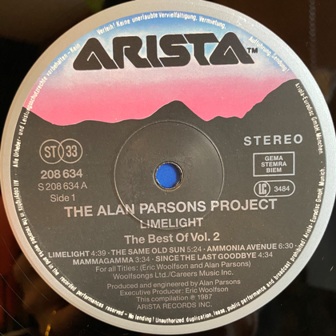 ARISTA™
ST 33
STEREO
208 634
S 208 634 A
Side 1
GEMA
STEMRA
BIEM
LC 3484
THE ALAN PARSONS PROJECT
LIMELIGHT
The Best Of Vol. 2
LIMELIGHT 4:39 · THE SAME OLD SUN 5:24 · AMMONIA AVENUE 6:30 ·
MAMMAGAMMA 3:34 · SINCE THE LAST GOODBYE 4:34
For all Titles: (Eric Woolfson and Alan Parsons)
Woolfsongs Ltd./Careers Music Inc.
Produced and engineered by Alan Parsons
Executive Producer: Eric Woolfson
This compilation ℗ 1987
ARISTA RECORDS INC.